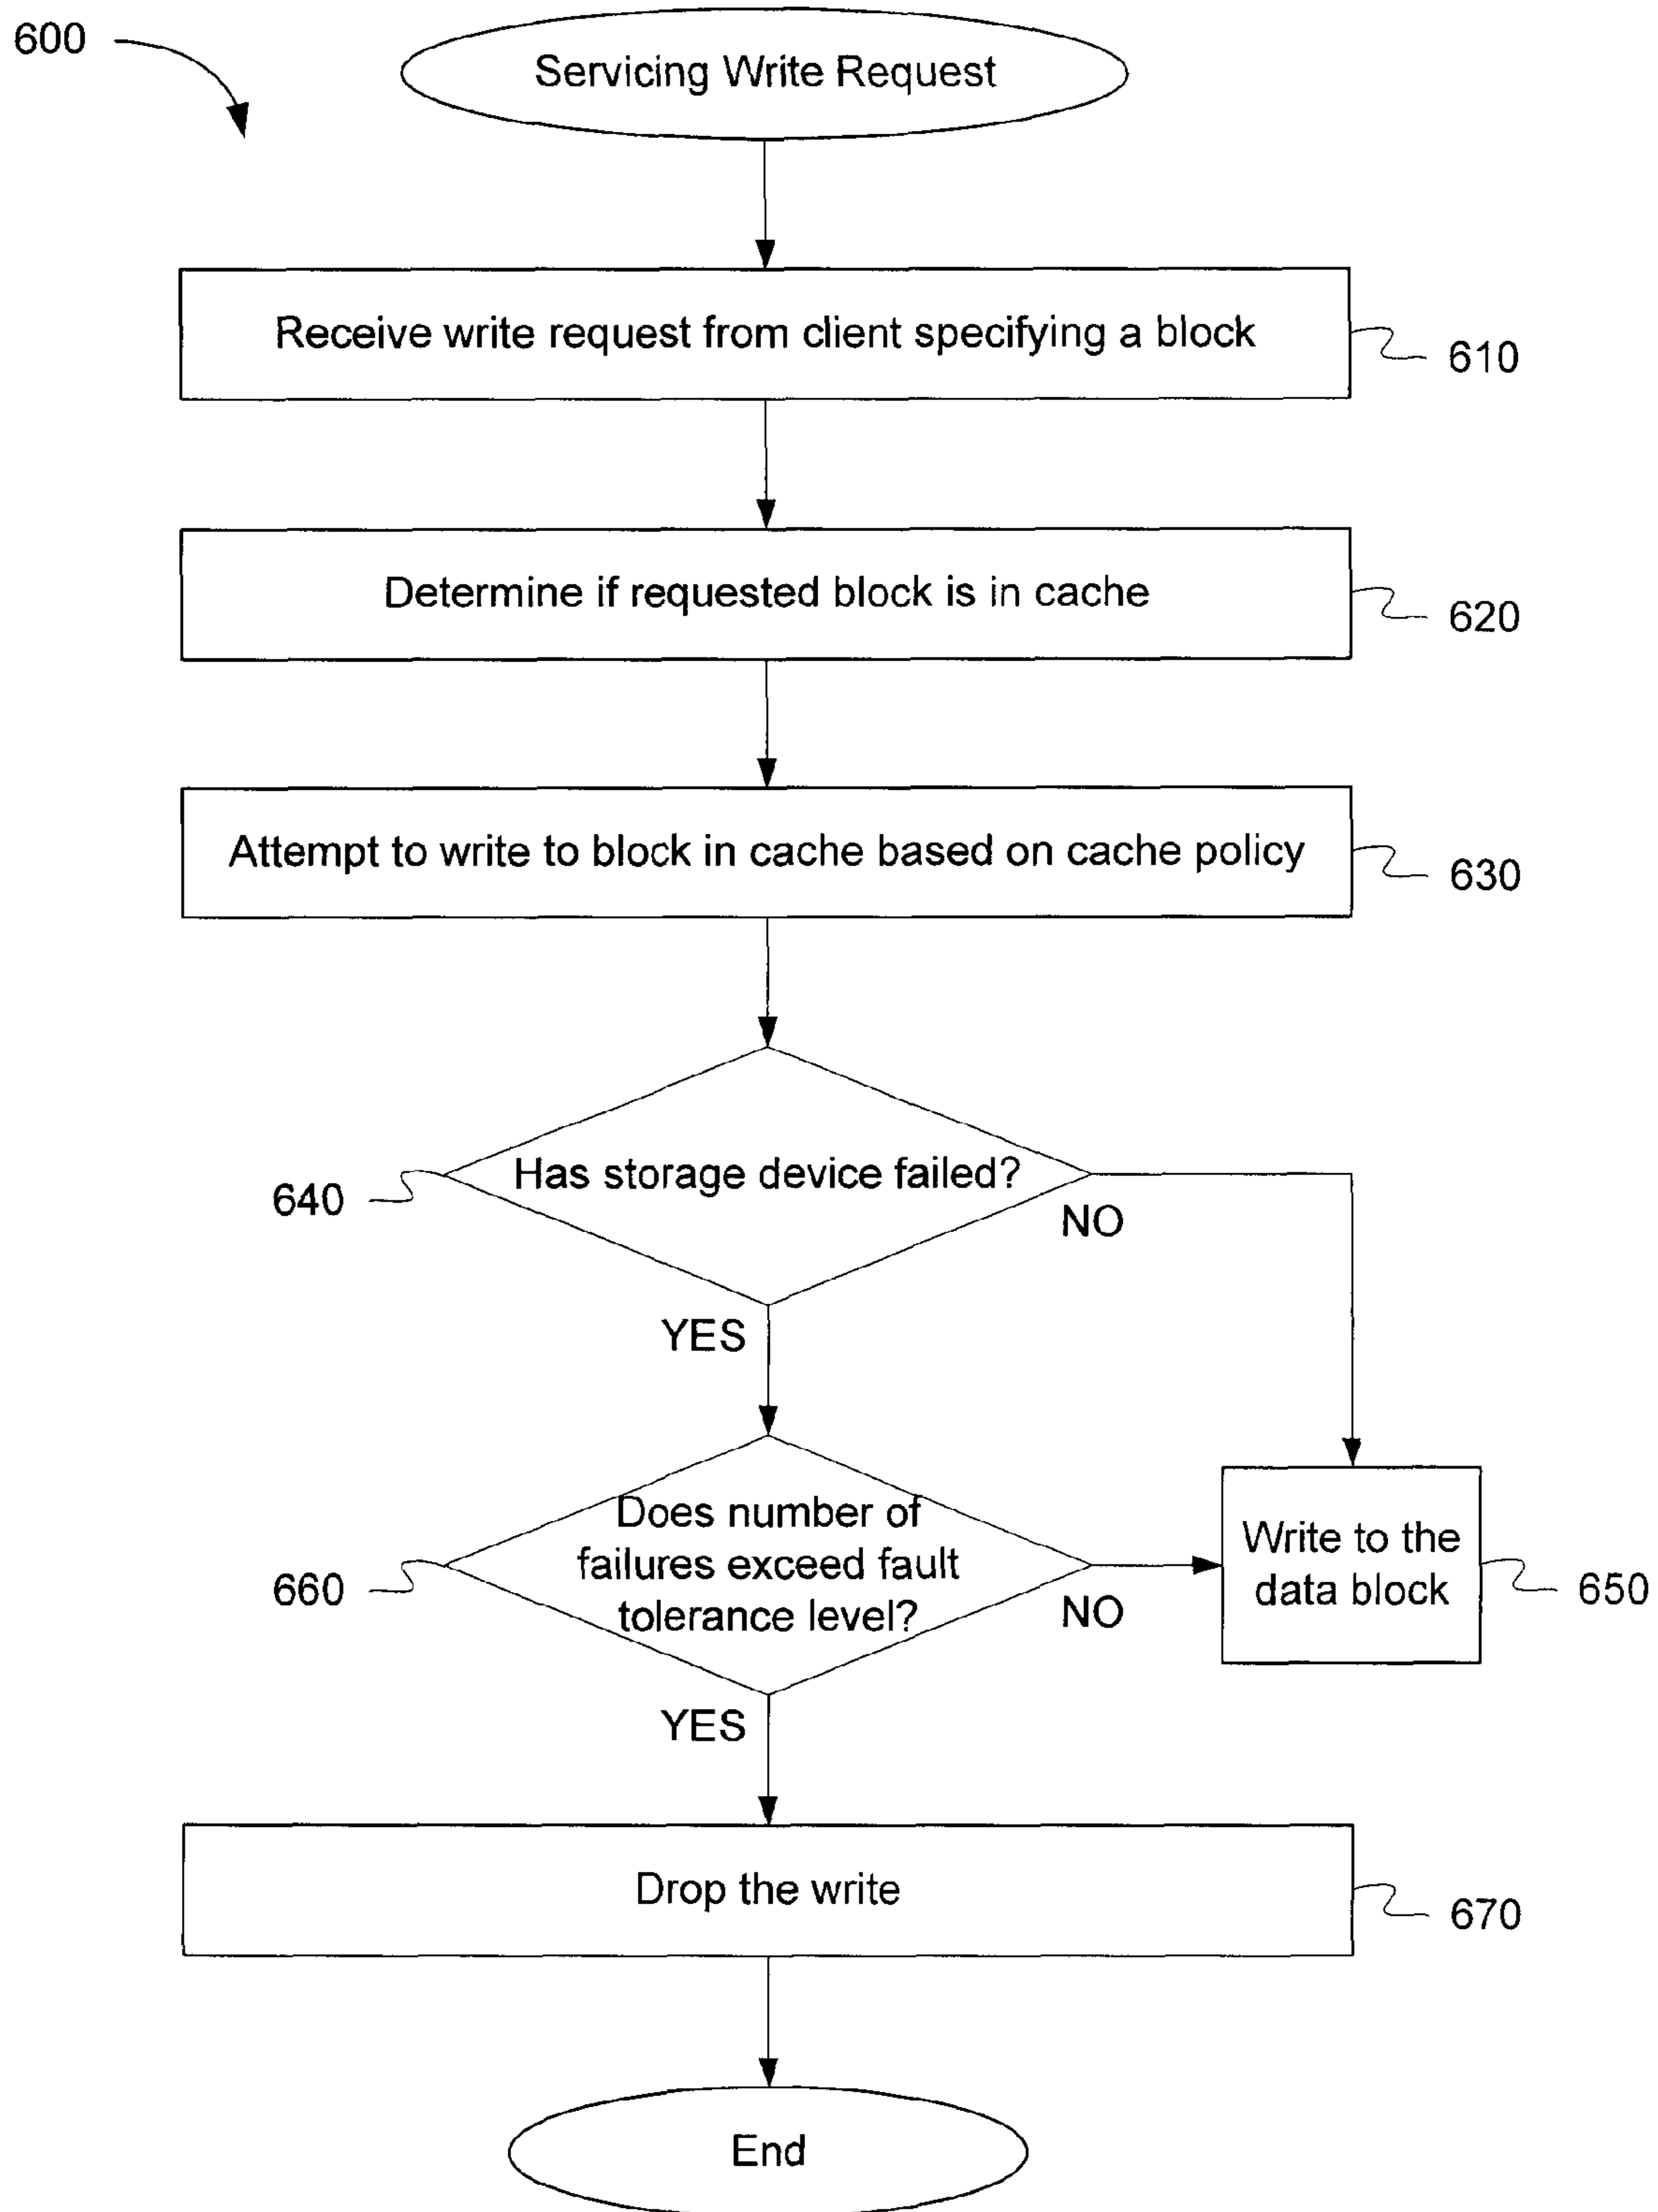 600
Servicing Write Request
Receive write request from client specifying a block
610
Determine if requested block is in cache
620
Attempt to write to block in cache based on cache policy
630
Has storage device failed?
640
NO
YES
Does number of
failures exceed fault
tolerance level?
660
NO
Write to the
data block
650
YES
Drop the write
670
End